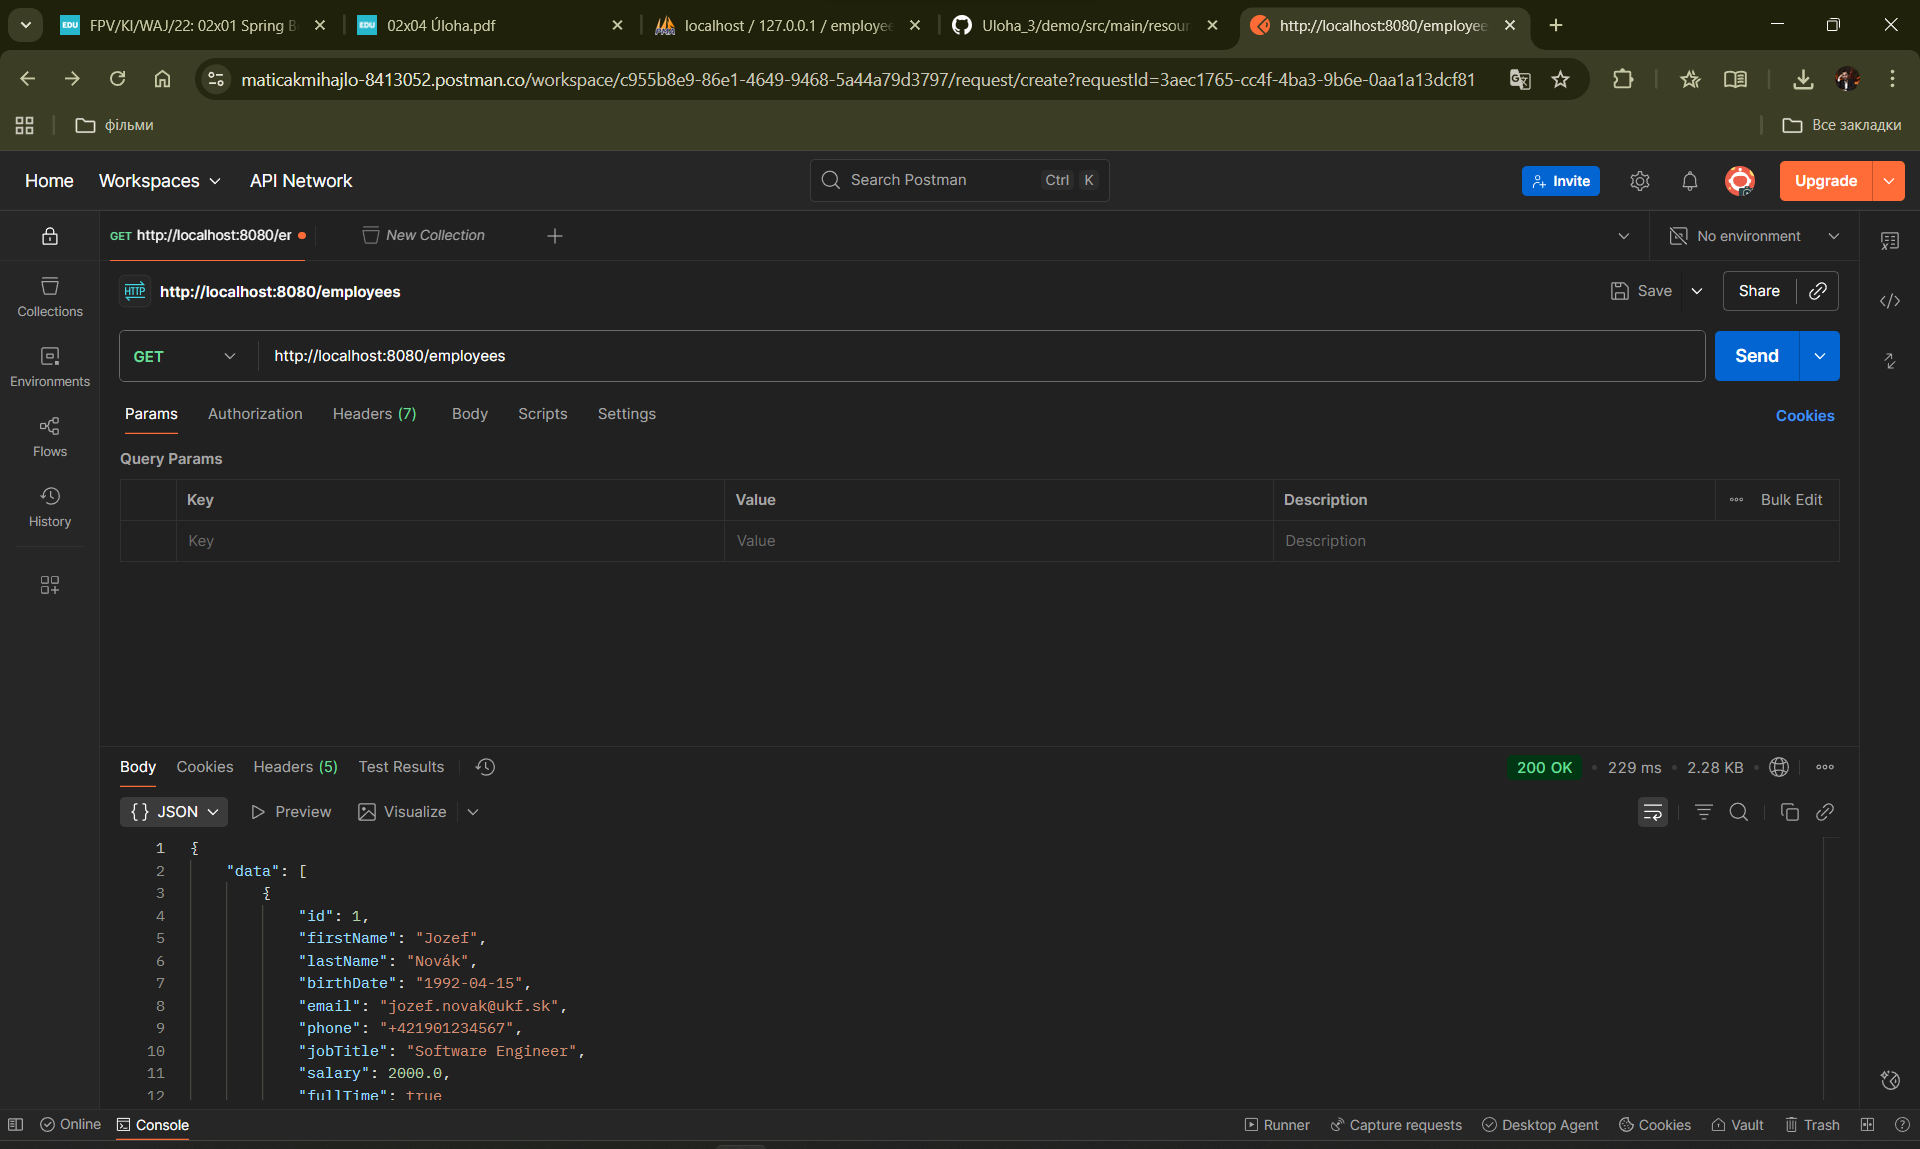 FPV/KI/WAJ/22: 02x01 Spring B
02x04 Úloha.pdf
localhost / 127.0.0.1 / employee
Uloha_3/demo/src/main/resour
http://localhost:8080/employee
maticakmihajlo-8413052.postman.co/workspace/c955b8e9-86e1-4649-9468-5a44a79d3797/request/create?requestId=3aec1765-cc4f-4ba3-9b6e-0aa1a13dcf81
фільми
Все закладки
Home
Workspaces
API Network
Search Postman
Ctrl K
Invite
Upgrade
GET http://localhost:8080/er
New Collection
No environment
Collections
Environments
Flows
History
HTTP http://localhost:8080/employees
Save
Share
GET
http://localhost:8080/employees
Send
Params
Authorization
Headers (7)
Body
Scripts
Settings
Cookies
Query Params
Key
Value
Description
Bulk Edit
Key
Value
Description
Body
Cookies
Headers (5)
Test Results
200 OK
229 ms
2.28 KB
{} JSON
Preview
Visualize
1 {
2 "data": [
3 {
4 "id": 1,
5 "firstName": "Jozef",
6 "lastName": "Novák",
7 "birthDate": "1992-04-15",
8 "email": "jozef.novak@ukf.sk",
9 "phone": "+421901234567",
10 "jobTitle": "Software Engineer",
11 "salary": 2000.0,
12 "fullTime": true
Online
Console
Runner
Capture requests
Desktop Agent
Cookies
Vault
Trash